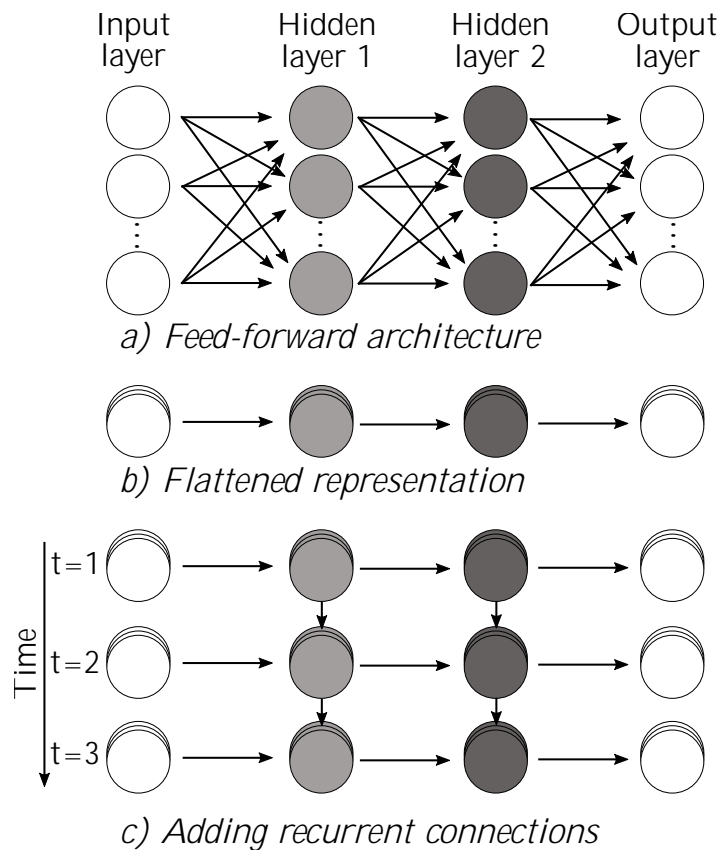 Input layer
Hidden layer 1
Hidden layer 2
Output layer
a) Feed-forward architecture
b) Flattened representation
Time
t=1
t=2
t=3
c) Adding recurrent connections